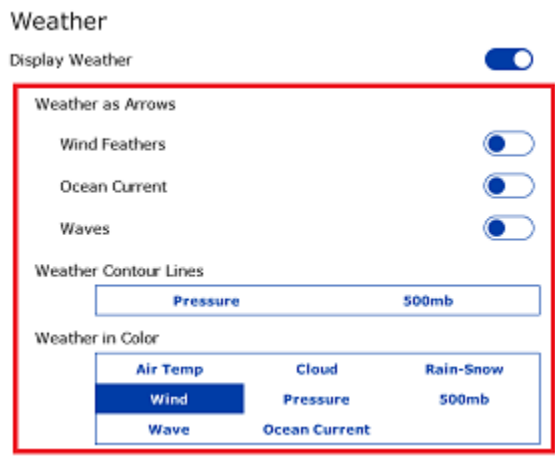 Weather
Display Weather
Weather as Arrows
Wind Feathers
Ocean Current
Waves
Weather Contour Lines
Pressure 500mb
Weather in Color
Air Temp Cloud Rain-Snow
Wind Pressure 500mb
Wave Ocean Current